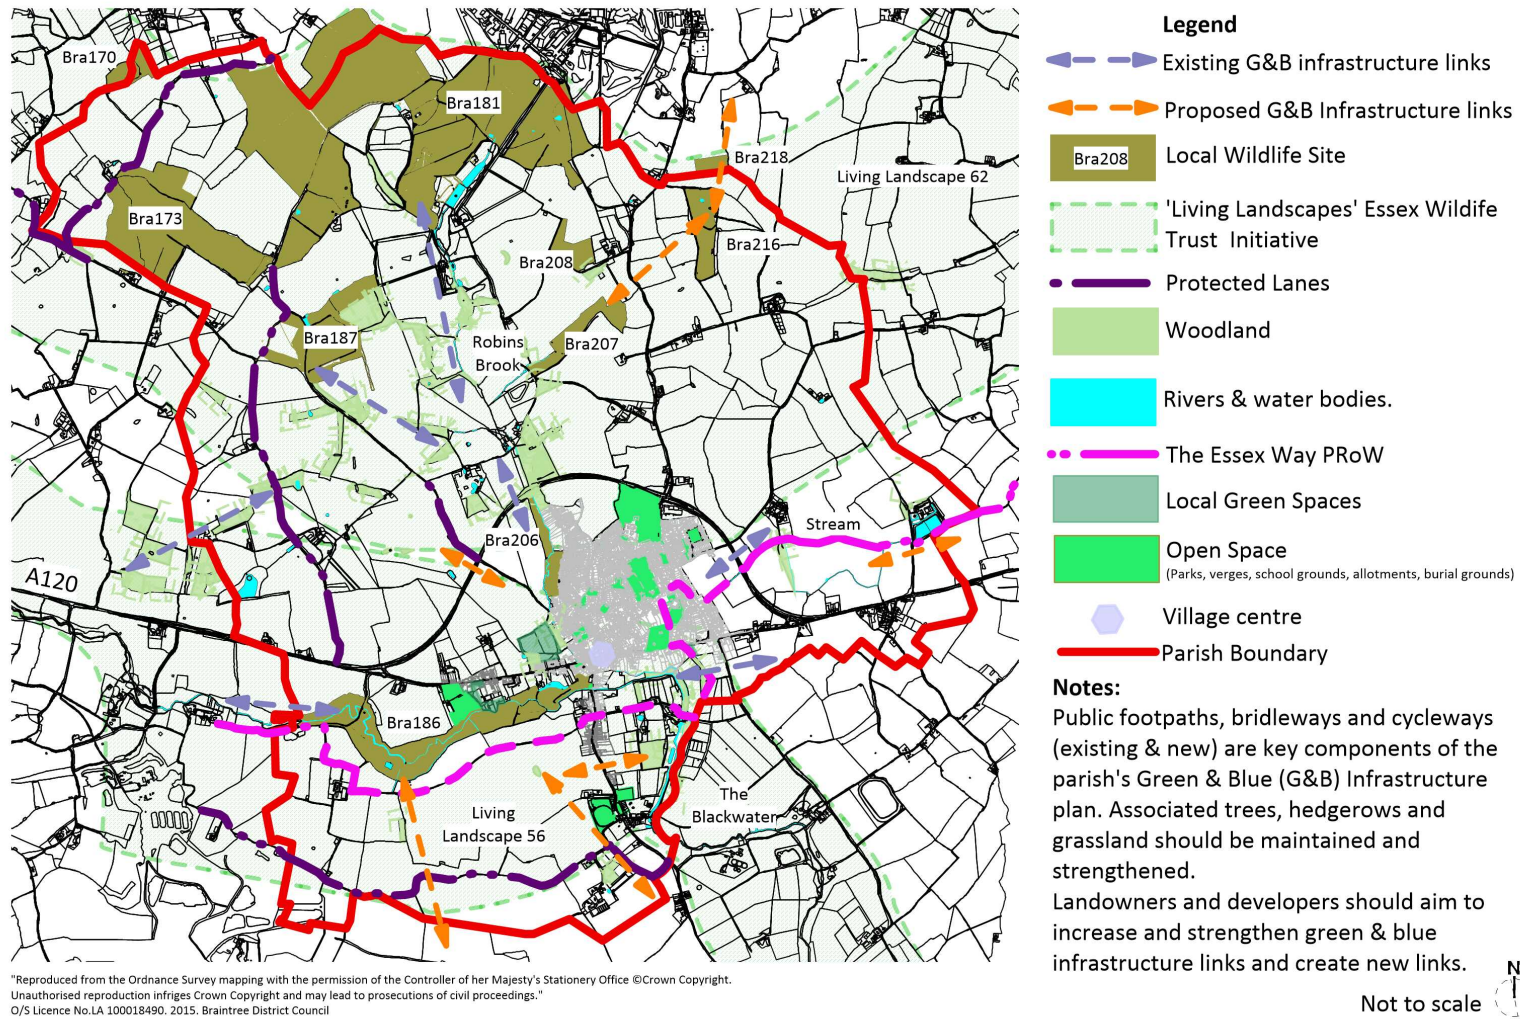 Bra170
Bra181
Bra218
Living Landscape 62
Bra173
Bra216
Bra208
Bra187
Robins
Brook
Bra207
Stream
Bra206
A120
Bra186
The
Blackwater
Living
Landscape 56
Legend
Existing G&B infrastructure links
Proposed G&B Infrastructure links
Bra208
Local Wildlife Site
'Living Landscapes' Essex Wildife
Trust Initiative
Protected Lanes
Woodland
Rivers & water bodies.
The Essex Way PRoW
Local Green Spaces
Open Space
(Parks, verges, school grounds, allotments, burial grounds)
Village centre
Parish Boundary
Notes:
Public footpaths, bridleways and cycleways
(existing & new) are key components of the
parish's Green & Blue (G&B) Infrastructure
plan. Associated trees, hedgerows and
grassland should be maintained and
strengthened.
Landowners and developers should aim to
increase and strengthen green & blue
infrastructure links and create new links.
N
Not to scale
"Reproduced from the Ordnance Survey mapping with the permission of the Controller of her Majesty's Stationery Office ©Crown Copyright.
Unauthorised reproduction infriges Crown Copyright and may lead to prosecutions of civil proceedings."
O/S Licence No.LA 100018490. 2015. Braintree District Council